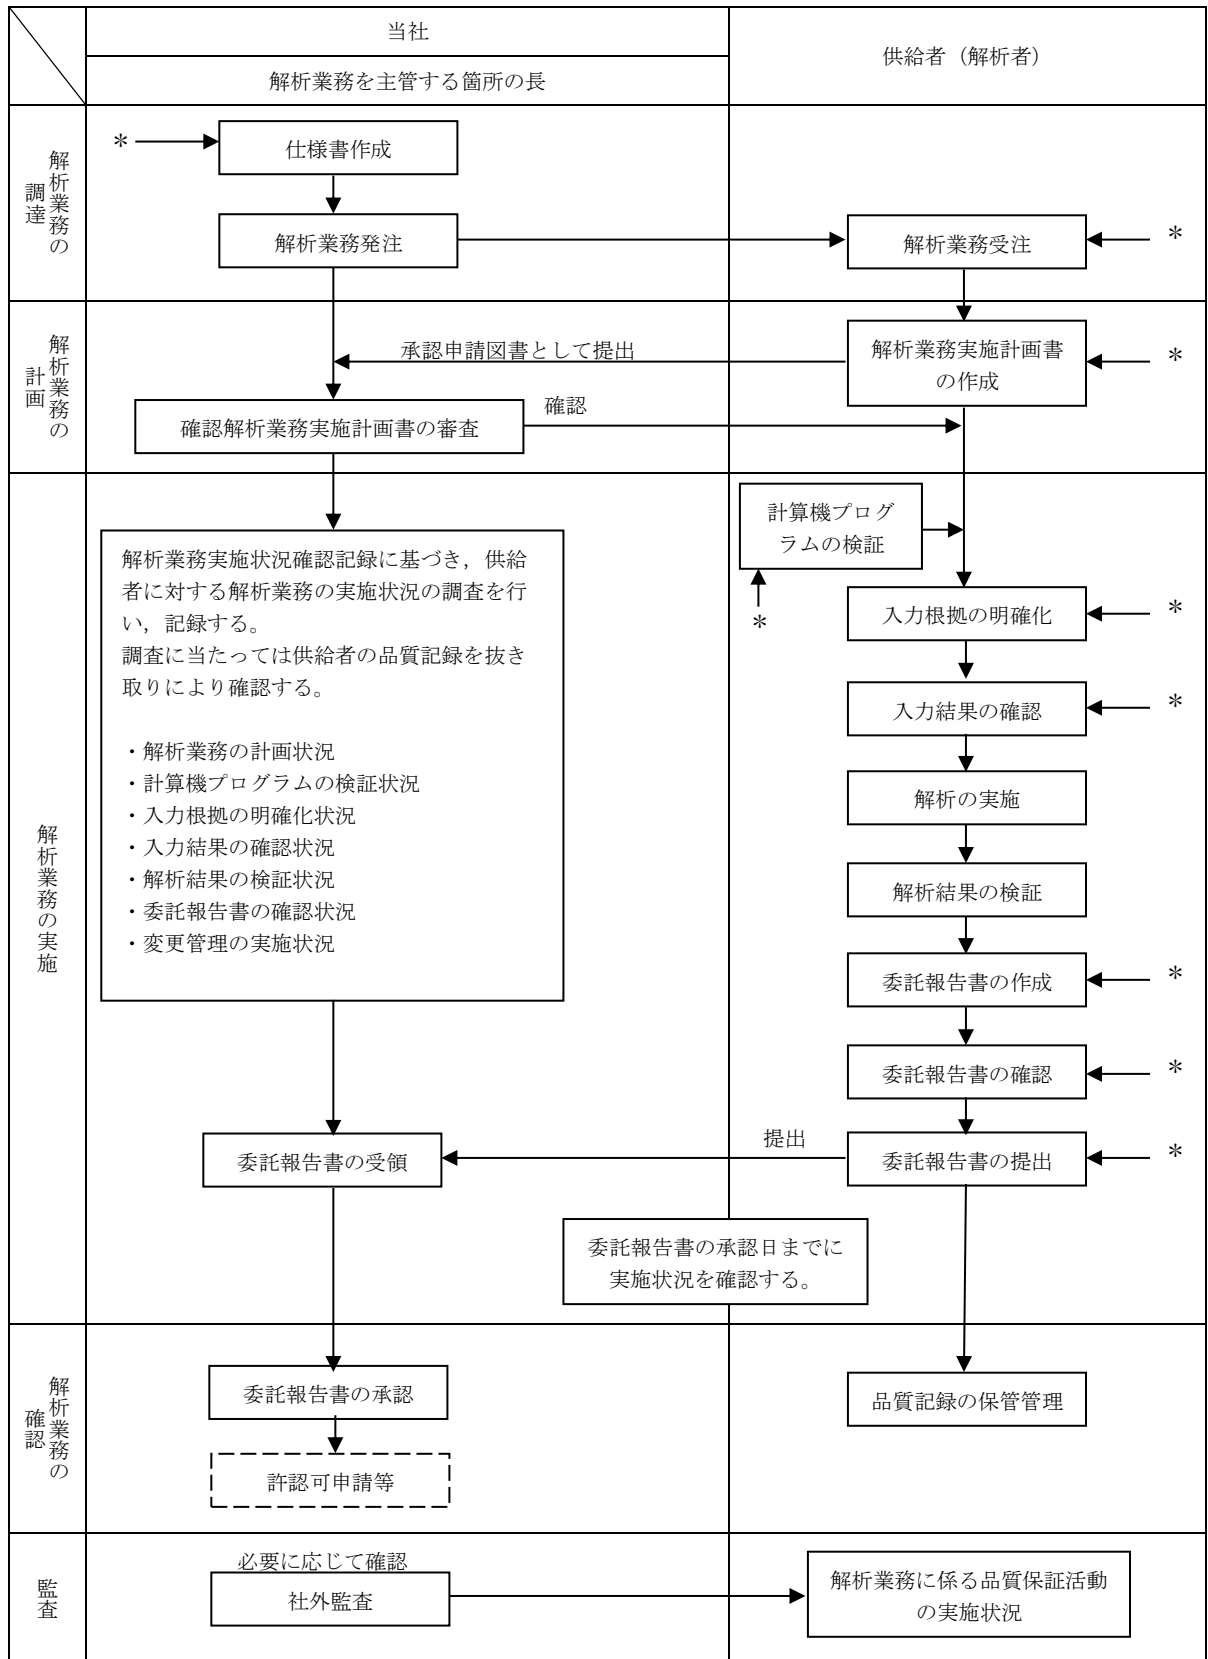 当社
供給者（解析者）
解析業務を主管する箇所の長
解析業務の
調達
＊
仕様書作成
解析業務発注
解析業務受注
＊
解析業務の
計画
承認申請図書として提出
解析業務実施計画書
の作成
＊
確認
確認解析業務実施計画書の審査
解析業務の実施
計算機プログ
ラムの検証
＊
解析業務実施状況確認記録に基づき，供給
者に対する解析業務の実施状況の調査を行
い，記録する。
調査に当たっては供給者の品質記録を抜き
取りにより確認する。
・解析業務の計画状況
・計算機プログラムの検証状況
・入力根拠の明確化状況
・入力結果の確認状況
・解析結果の検証状況
・委託報告書の確認状況
・変更管理の実施状況
入力根拠の明確化
＊
入力結果の確認
＊
解析の実施
解析結果の検証
委託報告書の作成
＊
委託報告書の確認
＊
提出
委託報告書の受領
委託報告書の提出
＊
委託報告書の承認日までに
実施状況を確認する。
解析業務の
確認
委託報告書の承認
品質記録の保管管理
許認可申請等
監査
必要に応じて確認
社外監査
解析業務に係る品質保証活動
の実施状況